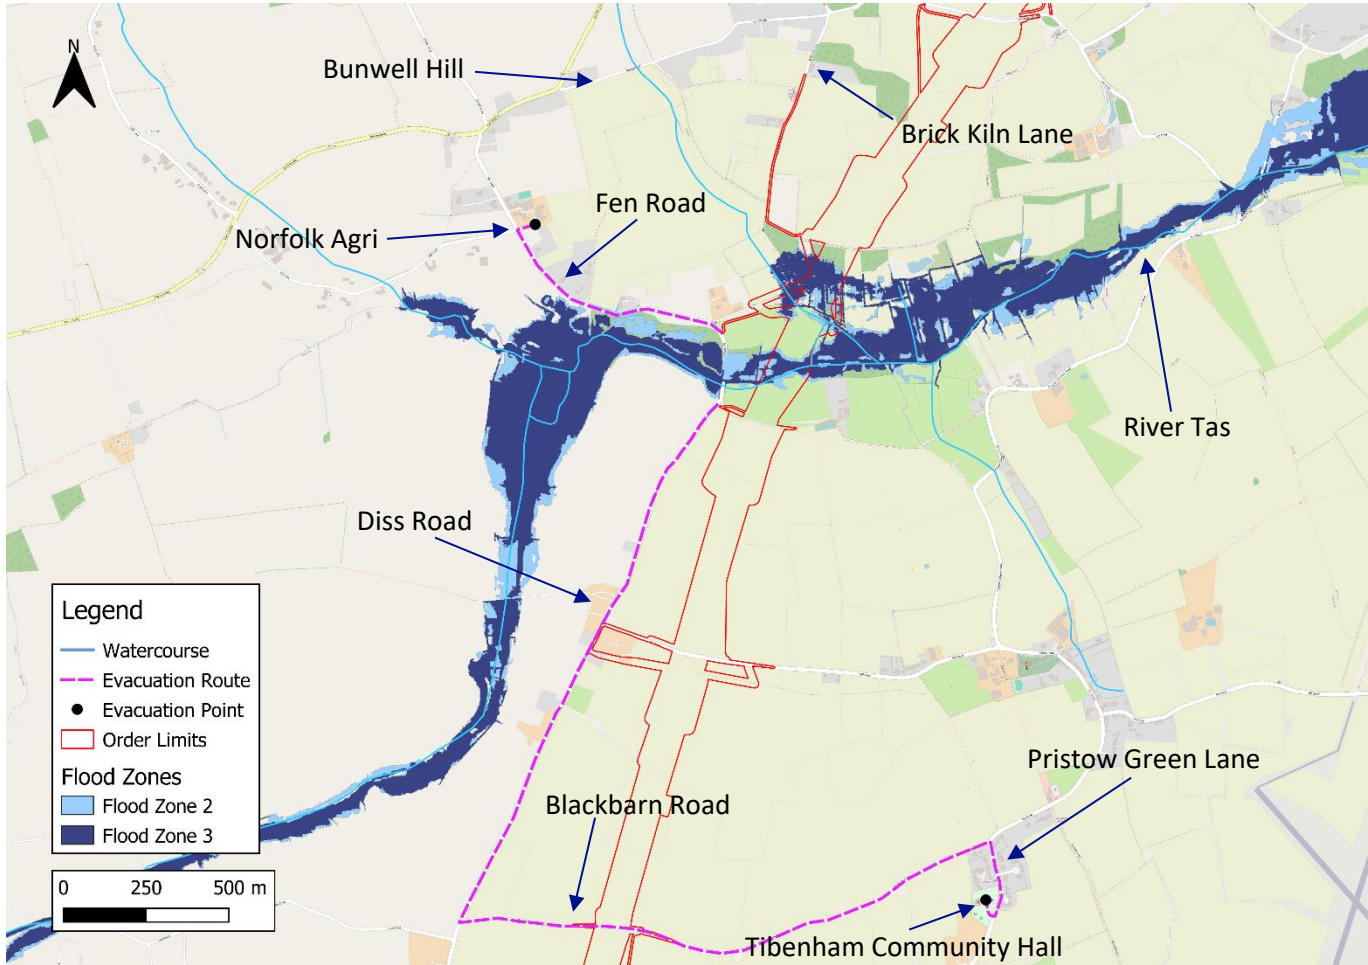 N
Bunwell Hill
Brick Kiln Lane
Fen Road
Norfolk Agri
River Tas
Diss Road
Pristow Green Lane
Blackbarn Road
Tibenham Community Hall
Legend
Watercourse
Evacuation Route
Evacuation Point
Order Limits
Flood Zones
Flood Zone 2
Flood Zone 3
0 250 500 m